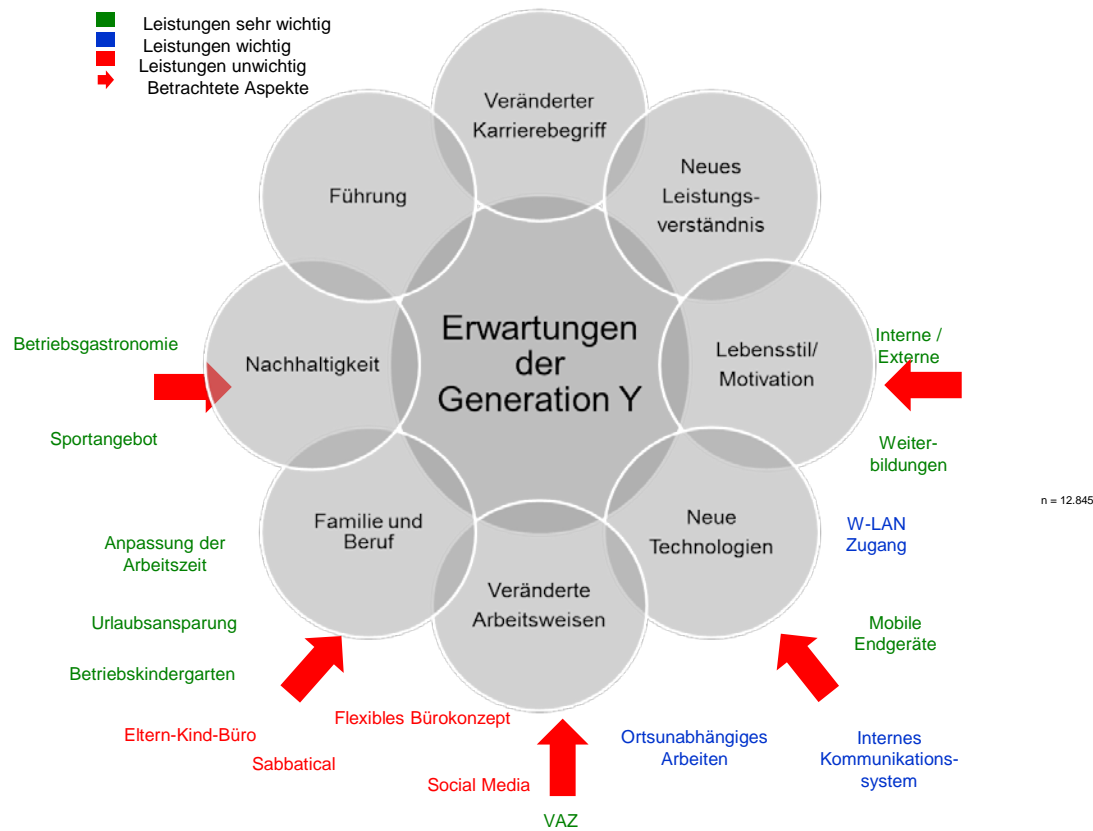 Leistungen sehr wichtig
Leistungen wichtig
Leistungen unwichtig
Betrachtete Aspekte
Veränderter
Karrierebegriff
Neues
Leistungs-
verständnis
Führung
Erwartungen
der
Generation Y
Nachhaltigkeit
Lebensstil/
Motivation
Interne /
Externe
Betriebsgastronomie
Sportangebot
Weiter-
bildungen
n = 12.845
Familie und
Beruf
Neue
Technologien
W-LAN
Zugang
Anpassung der
Arbeitszeit
Veränderte
Arbeitsweisen
Urlaubsansparung
Mobile
Endgeräte
Betriebskindergarten
Eltern-Kind-Büro
Flexibles Bürokonzept
Sabbatical
Ortsunabhängiges
Arbeiten
Internes
Kommunikations-
system
Social Media
VAZ